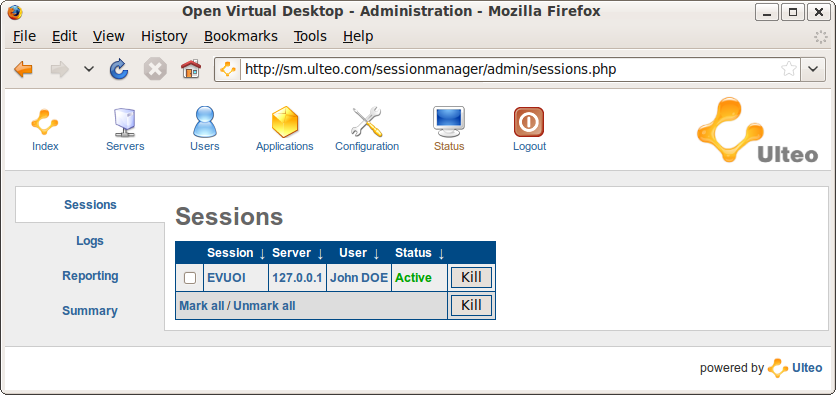 Open Virtual Desktop - Administration - Mozilla Firefox
File Edit View History Bookmarks Tools Help
http://sm.ulteo.com/sessionmanager/admin/sessions.php
Index Servers Users Applications Configuration Status Logout
Ulteo
Sessions
Logs
Reporting
Summary
Sessions
Session ↓ Server ↓ User ↓ Status ↓
EVUOI 127.0.0.1 John DOE Active Kill
Mark all / Unmark all Kill
powered by Ulteo